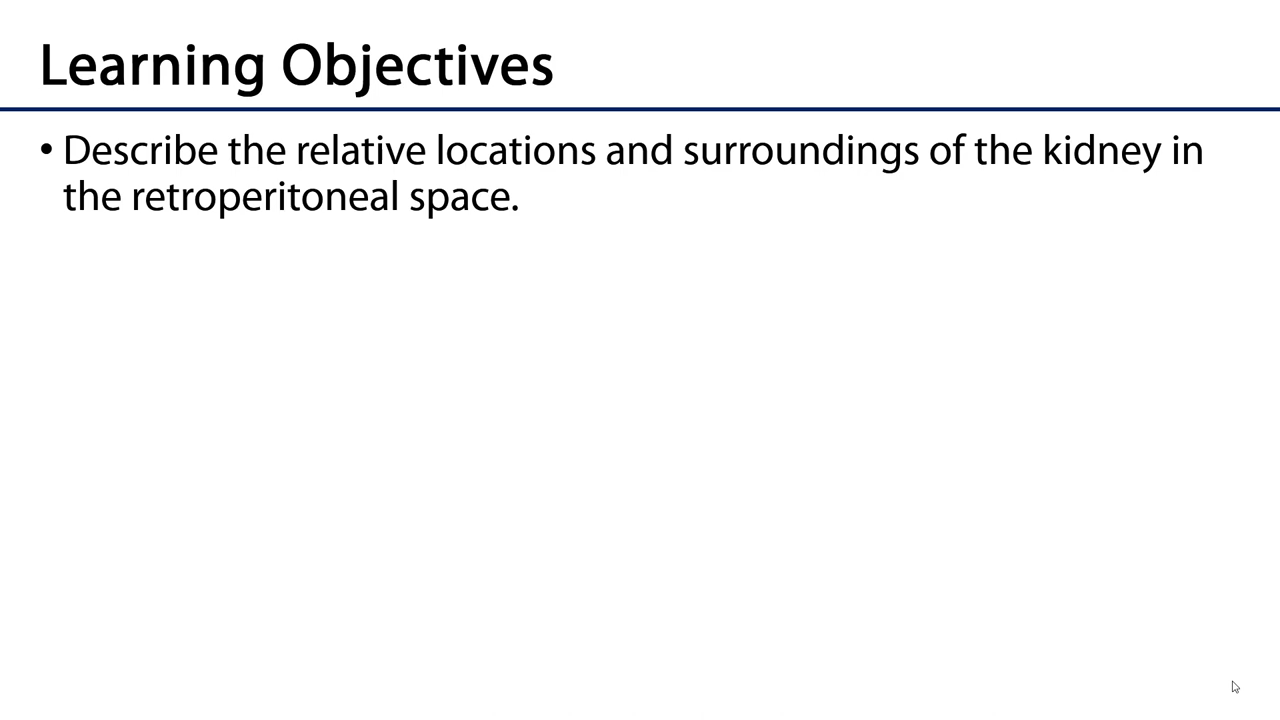 Learning Objectives
• Describe the relative locations and surroundings of the kidney in
the retroperitoneal space.